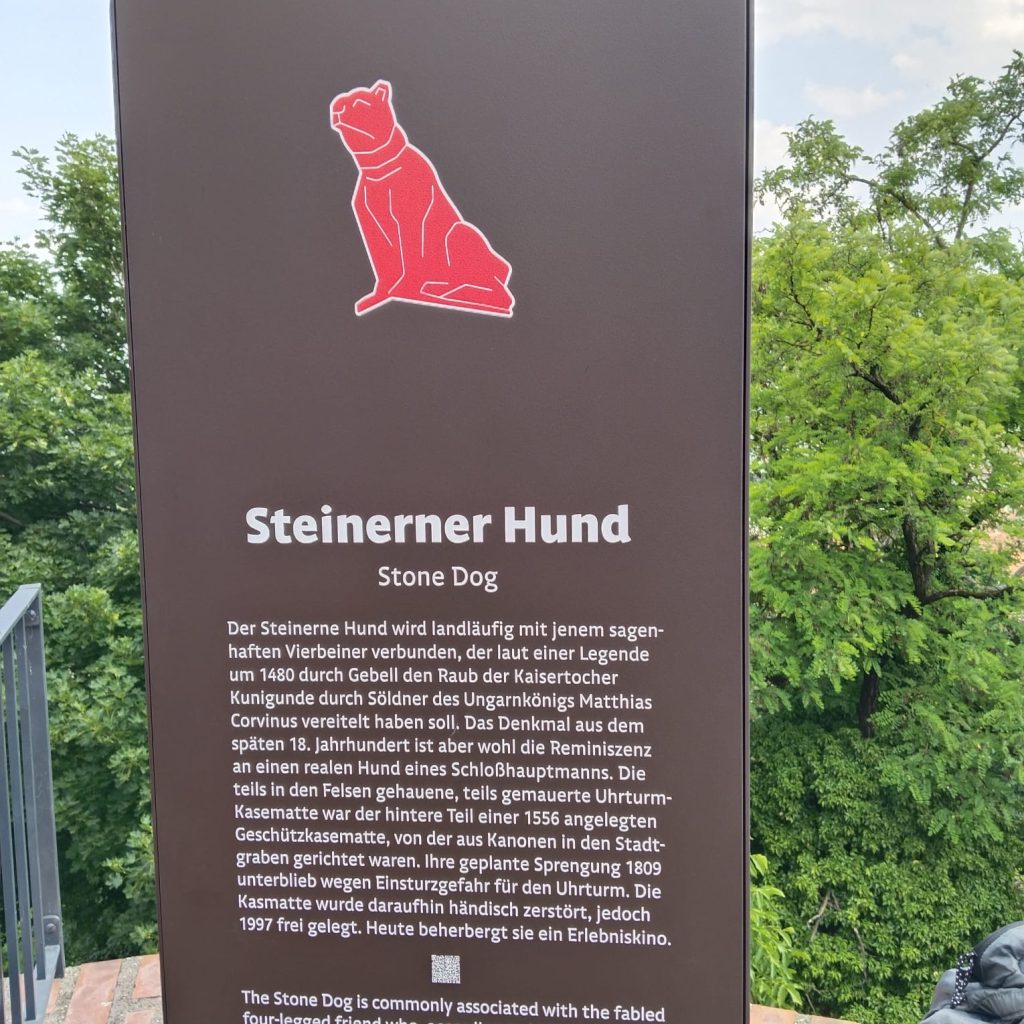 Steinerner Hund
Stone Dog
Der Steinerne Hund wird landläufig mit jenem sagen-
haften Vierbeiner verbunden, der laut einer Legende
um 1480 durch Gebell den Raub der Kaisertocher
Kunigunde durch Söldner des Ungarnkönigs Matthias
Corvinus vereitelt haben soll. Das Denkmal aus dem
späten 18. Jahrhundert ist aber wohl die Reminiszenz
an einen realen Hund eines Schloßhauptmanns. Die
teils in den Felsen gehauene, teils gemauerte Uhrturm-
Kasematte war der hintere Teil einer 1556 angelegten
Geschützkasematte, von der aus Kanonen in den Stadt-
graben gerichtet waren. Ihre geplante Sprengung 1809
unterblieb wegen Einsturzgefahr für den Uhrturm. Die
Kasmatte wurde daraufhin händisch zerstört, jedoch
1997 frei gelegt. Heute beherbergt sie ein Erlebniskino.
The Stone Dog is commonly associated with the fabled
four-legged friend who,